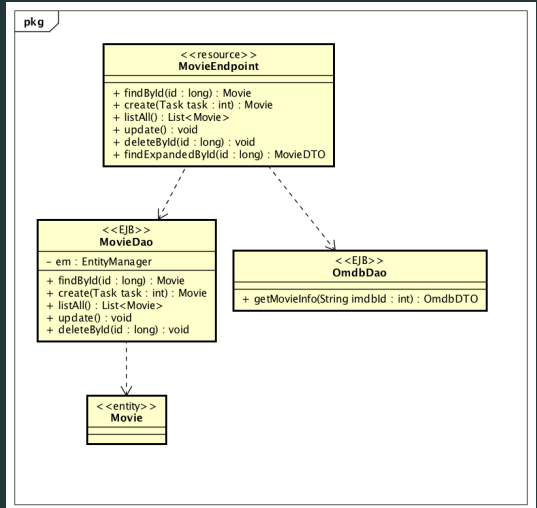 pkg
<<resource>>
MovieEndpoint
+ findById(id : long) : Movie
+ create(Task task : int) : Movie
+ listAll() : List<Movie>
+ update() : void
+ deleteById(id : long) : void
+ findExpandedById(id : long) : MovieDTO
<<EJB>>
MovieDao
- em : EntityManager
+ findById(id : long) : Movie
+ create(Task task : int) : Movie
+ listAll() : List<Movie>
+ update() : void
+ deleteById(id : long) : void
<<EJB>>
OmdbDao
+ getMovieInfo(String imdbId : int) : OmdbDTO
<<entity>>
Movie